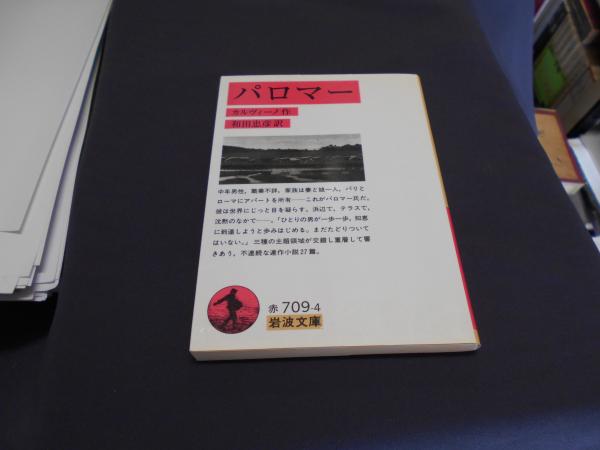 パロマー
カルヴィーノ作
和田忠彦訳
中年男性，職業不詳，家族は妻と娘一人，パリと
ローマにアパートを所有──これがパロマー氏だ．
彼は世界にじっと目を凝らす，浜辺で，テラスで，
沈黙のなかで──．「ひとりの男が一歩一歩，知恵
に到達しようと歩みはじめる．まだたどりついて
はいない．」三種の主題領域が交錯し重層して響
きあう，不連続な連作小説27篇．
赤 709-4
岩波文庫